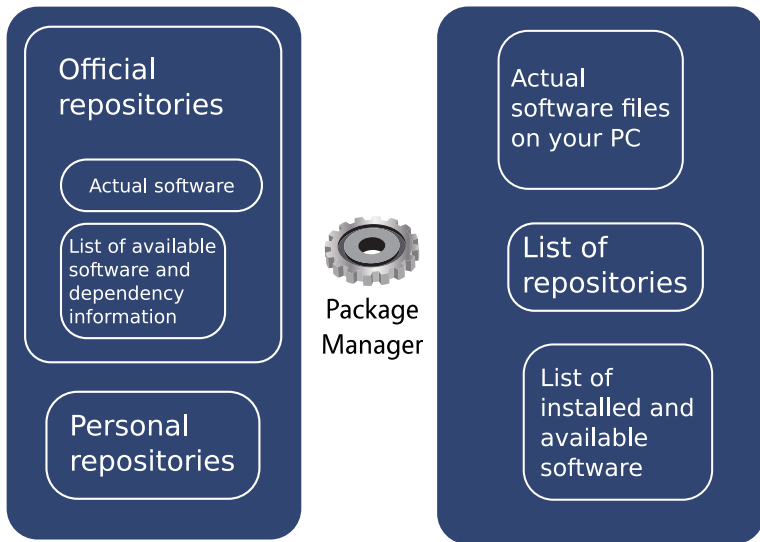 Official
repositories
Actual software
List of available
software and
dependency
information
Personal
repositories
Package
Manager
Actual
software files
on your PC
List of
repositories
List of
installed and
available
software